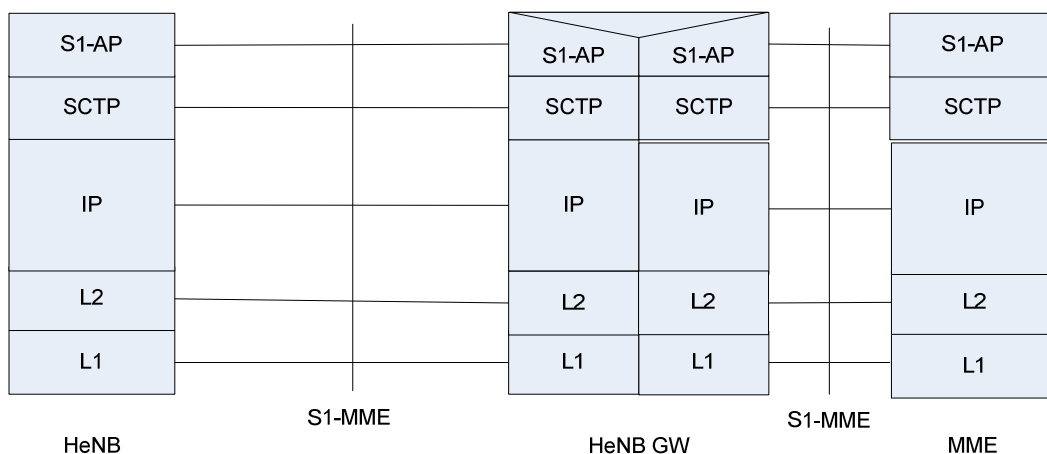 S1-AP S1-AP S1-AP S1-AP
SCTP SCTP SCTP SCTP
IP IP IP IP
L2 L2 L2 L2
L1 L1 L1 L1
S1-MME S1-MME
HeNB HeNB GW MME